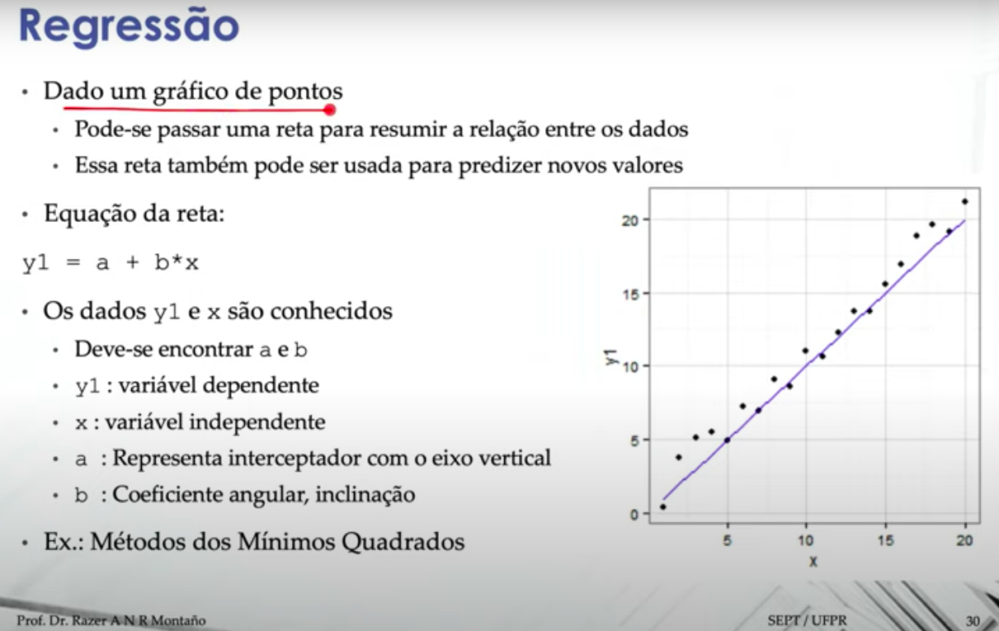 Regressão
• Dado um gráfico de pontos
• Pode-se passar uma reta para resumir a relação entre os dados
• Essa reta também pode ser usada para predizer novos valores
• Equação da reta:
y1 = a + b*x
• Os dados y1 e x são conhecidos
• Deve-se encontrar a e b
• y1 : variável dependente
• x : variável independente
• a : Representa interceptador com o eixo vertical
• b : Coeficiente angular, inclinação
• Ex.: Métodos dos Mínimos Quadrados
20
15
10
5
0
y1
5 10 15 20
x
Prof. Dr. Razer A N R Montaño SEPT / UFPR 30